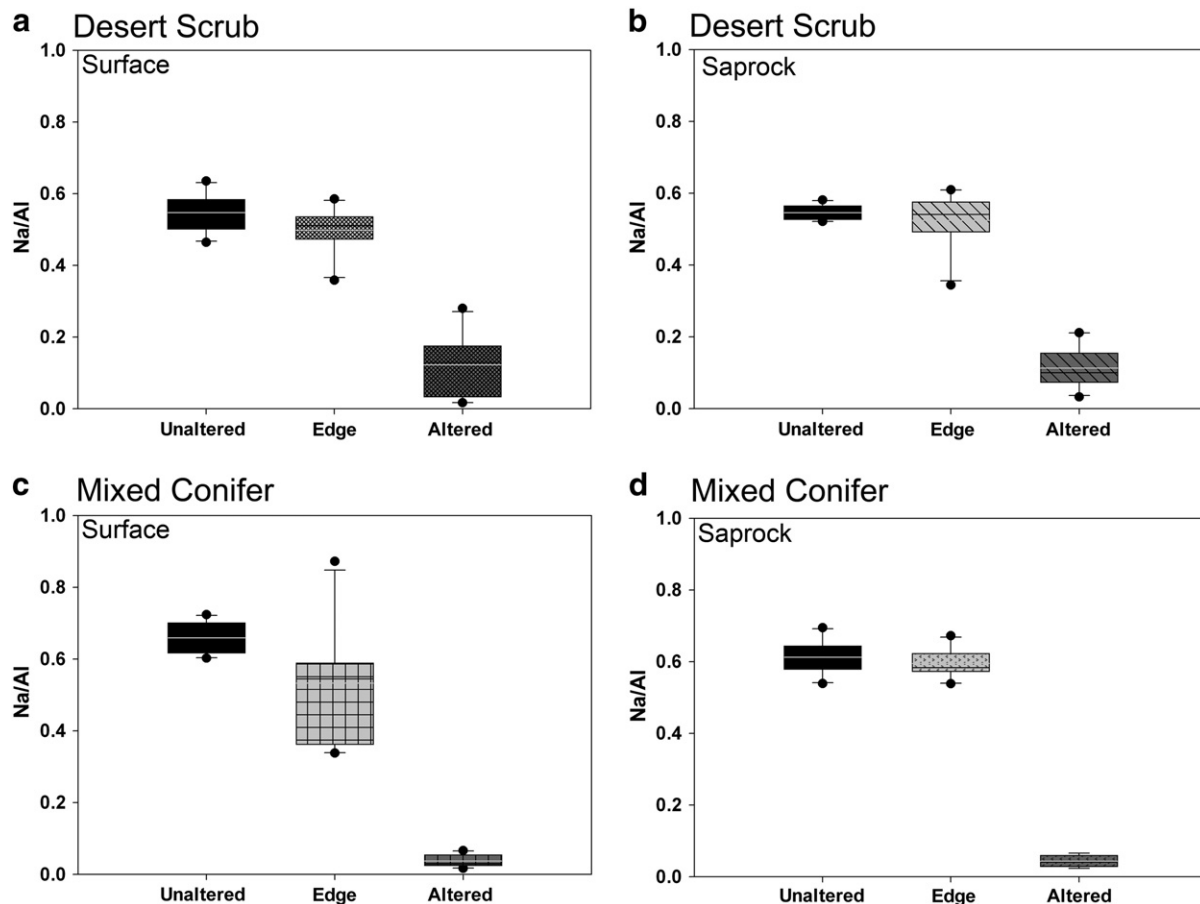 a Desert Scrub
Surface
1.0
0.8
0.6
0.4
0.2
0.0
Na/Al
Unaltered Edge Altered
b Desert Scrub
Saprock
1.0
0.8
0.6
0.4
0.2
0.0
Na/Al
Unaltered Edge Altered
c Mixed Conifer
Surface
1.0
0.8
0.6
0.4
0.2
0.0
Na/Al
Unaltered Edge Altered
d Mixed Conifer
Saprock
1.0
0.8
0.6
0.4
0.2
0.0
Na/Al
Unaltered Edge Altered